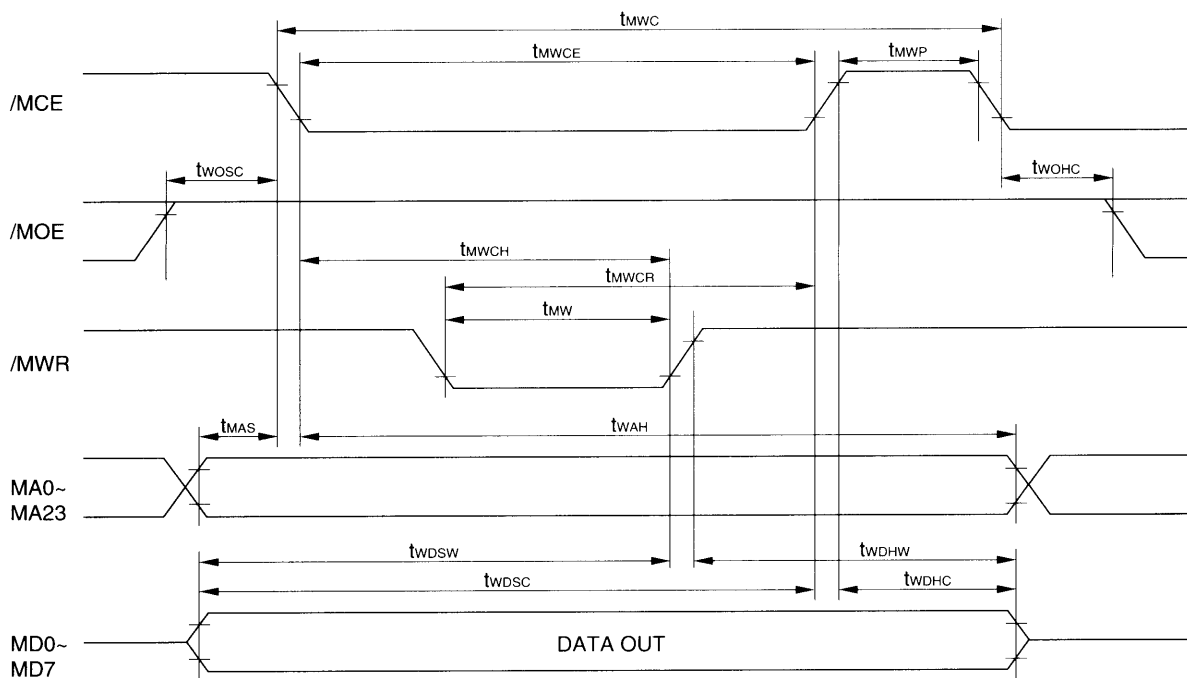 tMWC
tMWCE
tMWP
/MCE
tWOSC
tWOHC
/MOE
tMWCH
tMWCR
tMW
/MWR
tMAS
tWAH
MA0~
MA23
tWDSW
tWDHW
tWDSC
tWDHC
MD0~
MD7
DATA OUT